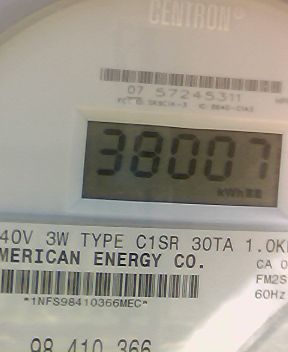 CENTRON®
07 57245311
38007
kWh
40V 3W TYPE C1SR 30TA 1.0K
MERICAN ENERGY CO.
CA 0
FM2S
*1NFS98410366MEC*
60Hz
98 410 366